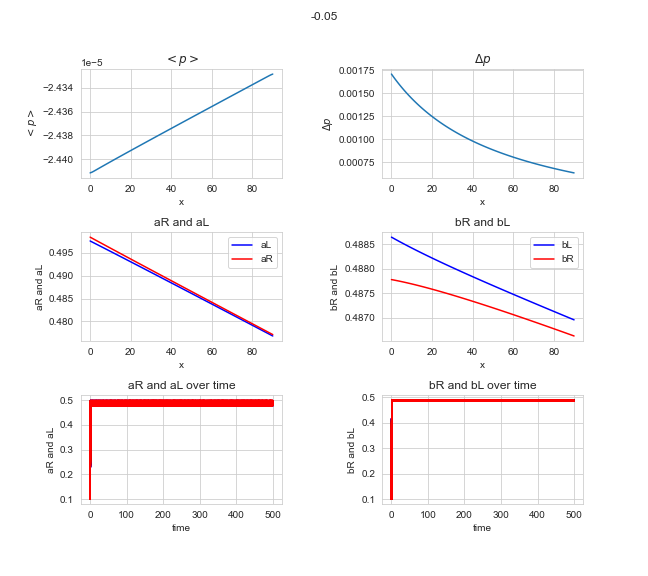 -0.05
< p >
1e−5
−2.434
−2.436
−2.438
−2.440
< p >
0 20 40 60 80
x
Δp
0.00175
0.00150
0.00125
0.00100
0.00075
Δp
0 20 40 60 80
x
aR and aL
0.495
0.490
0.485
0.480
aR and aL
aL
aR
0 20 40 60 80
x
bR and bL
0.4885
0.4880
0.4875
0.4870
bR and bL
bL
bR
0 20 40 60 80
x
aR and aL over time
0.5
0.4
0.3
0.2
0.1
aR and aL
0 100 200 300 400 500
time
bR and bL over time
0.5
0.4
0.3
0.2
0.1
bR and bL
0 100 200 300 400 500
time